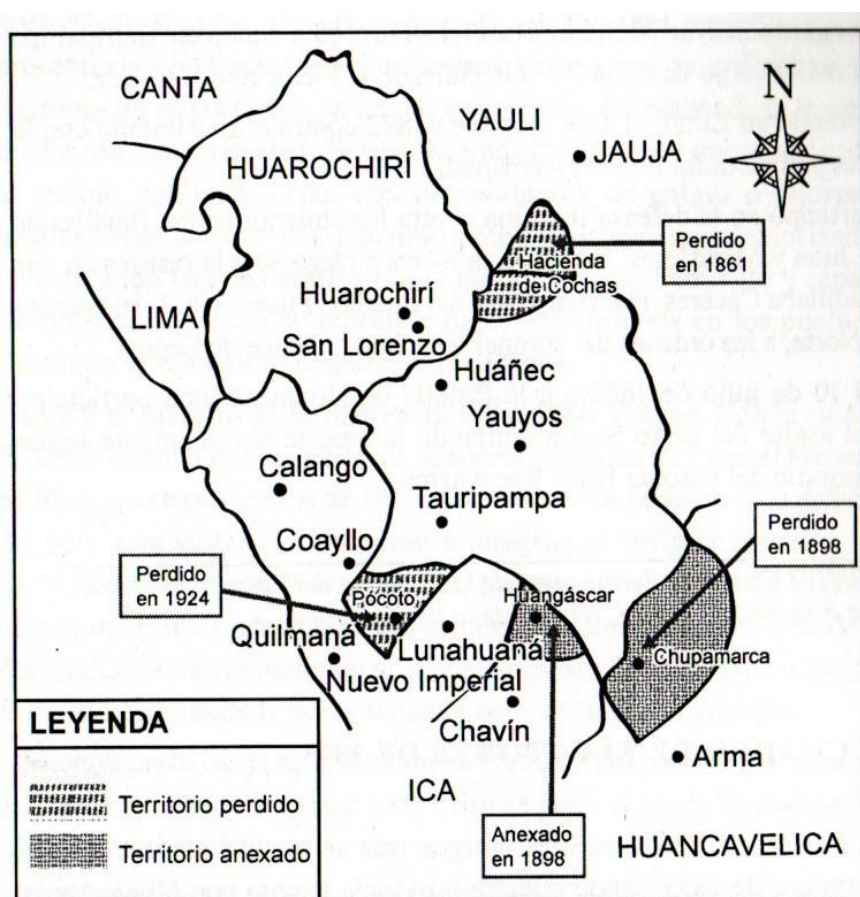 N
CANTA
YAULI
JAUJA
HUAROCHIRÍ
Perdido
en 1861
Hacienda
de Cochas
Huarochirí
LIMA
San Lorenzo
Huáñec
Yauyos
Calango
Tauripampa
Perdido
en 1898
Coayllo
Perdido
en 1924
Pócoto
Huangáscar
Quilmaná
Lunahuaná
Chupamarca
Nuevo Imperial
Chavín
LEYENDA
Arma
ICA
Territorio perdido
Anexado
en 1898
HUANCAVELICA
Territorio anexado